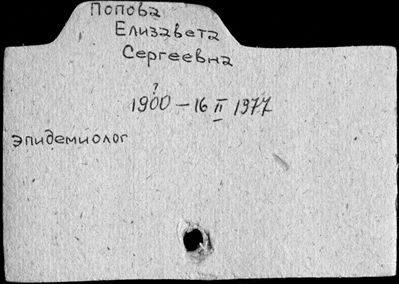 Попова
Елизавета
Сергеевна
?
1900 — 16 II 1977
эпидемиолог